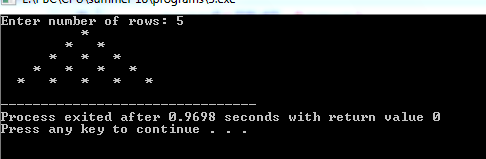 Enter number of rows: 5
          *
        *   *
      *   *   *
    *   *   *   *
  *   *   *   *   *
--------------------------------
Process exited after 0.9698 seconds with return value 0
Press any key to continue . . .